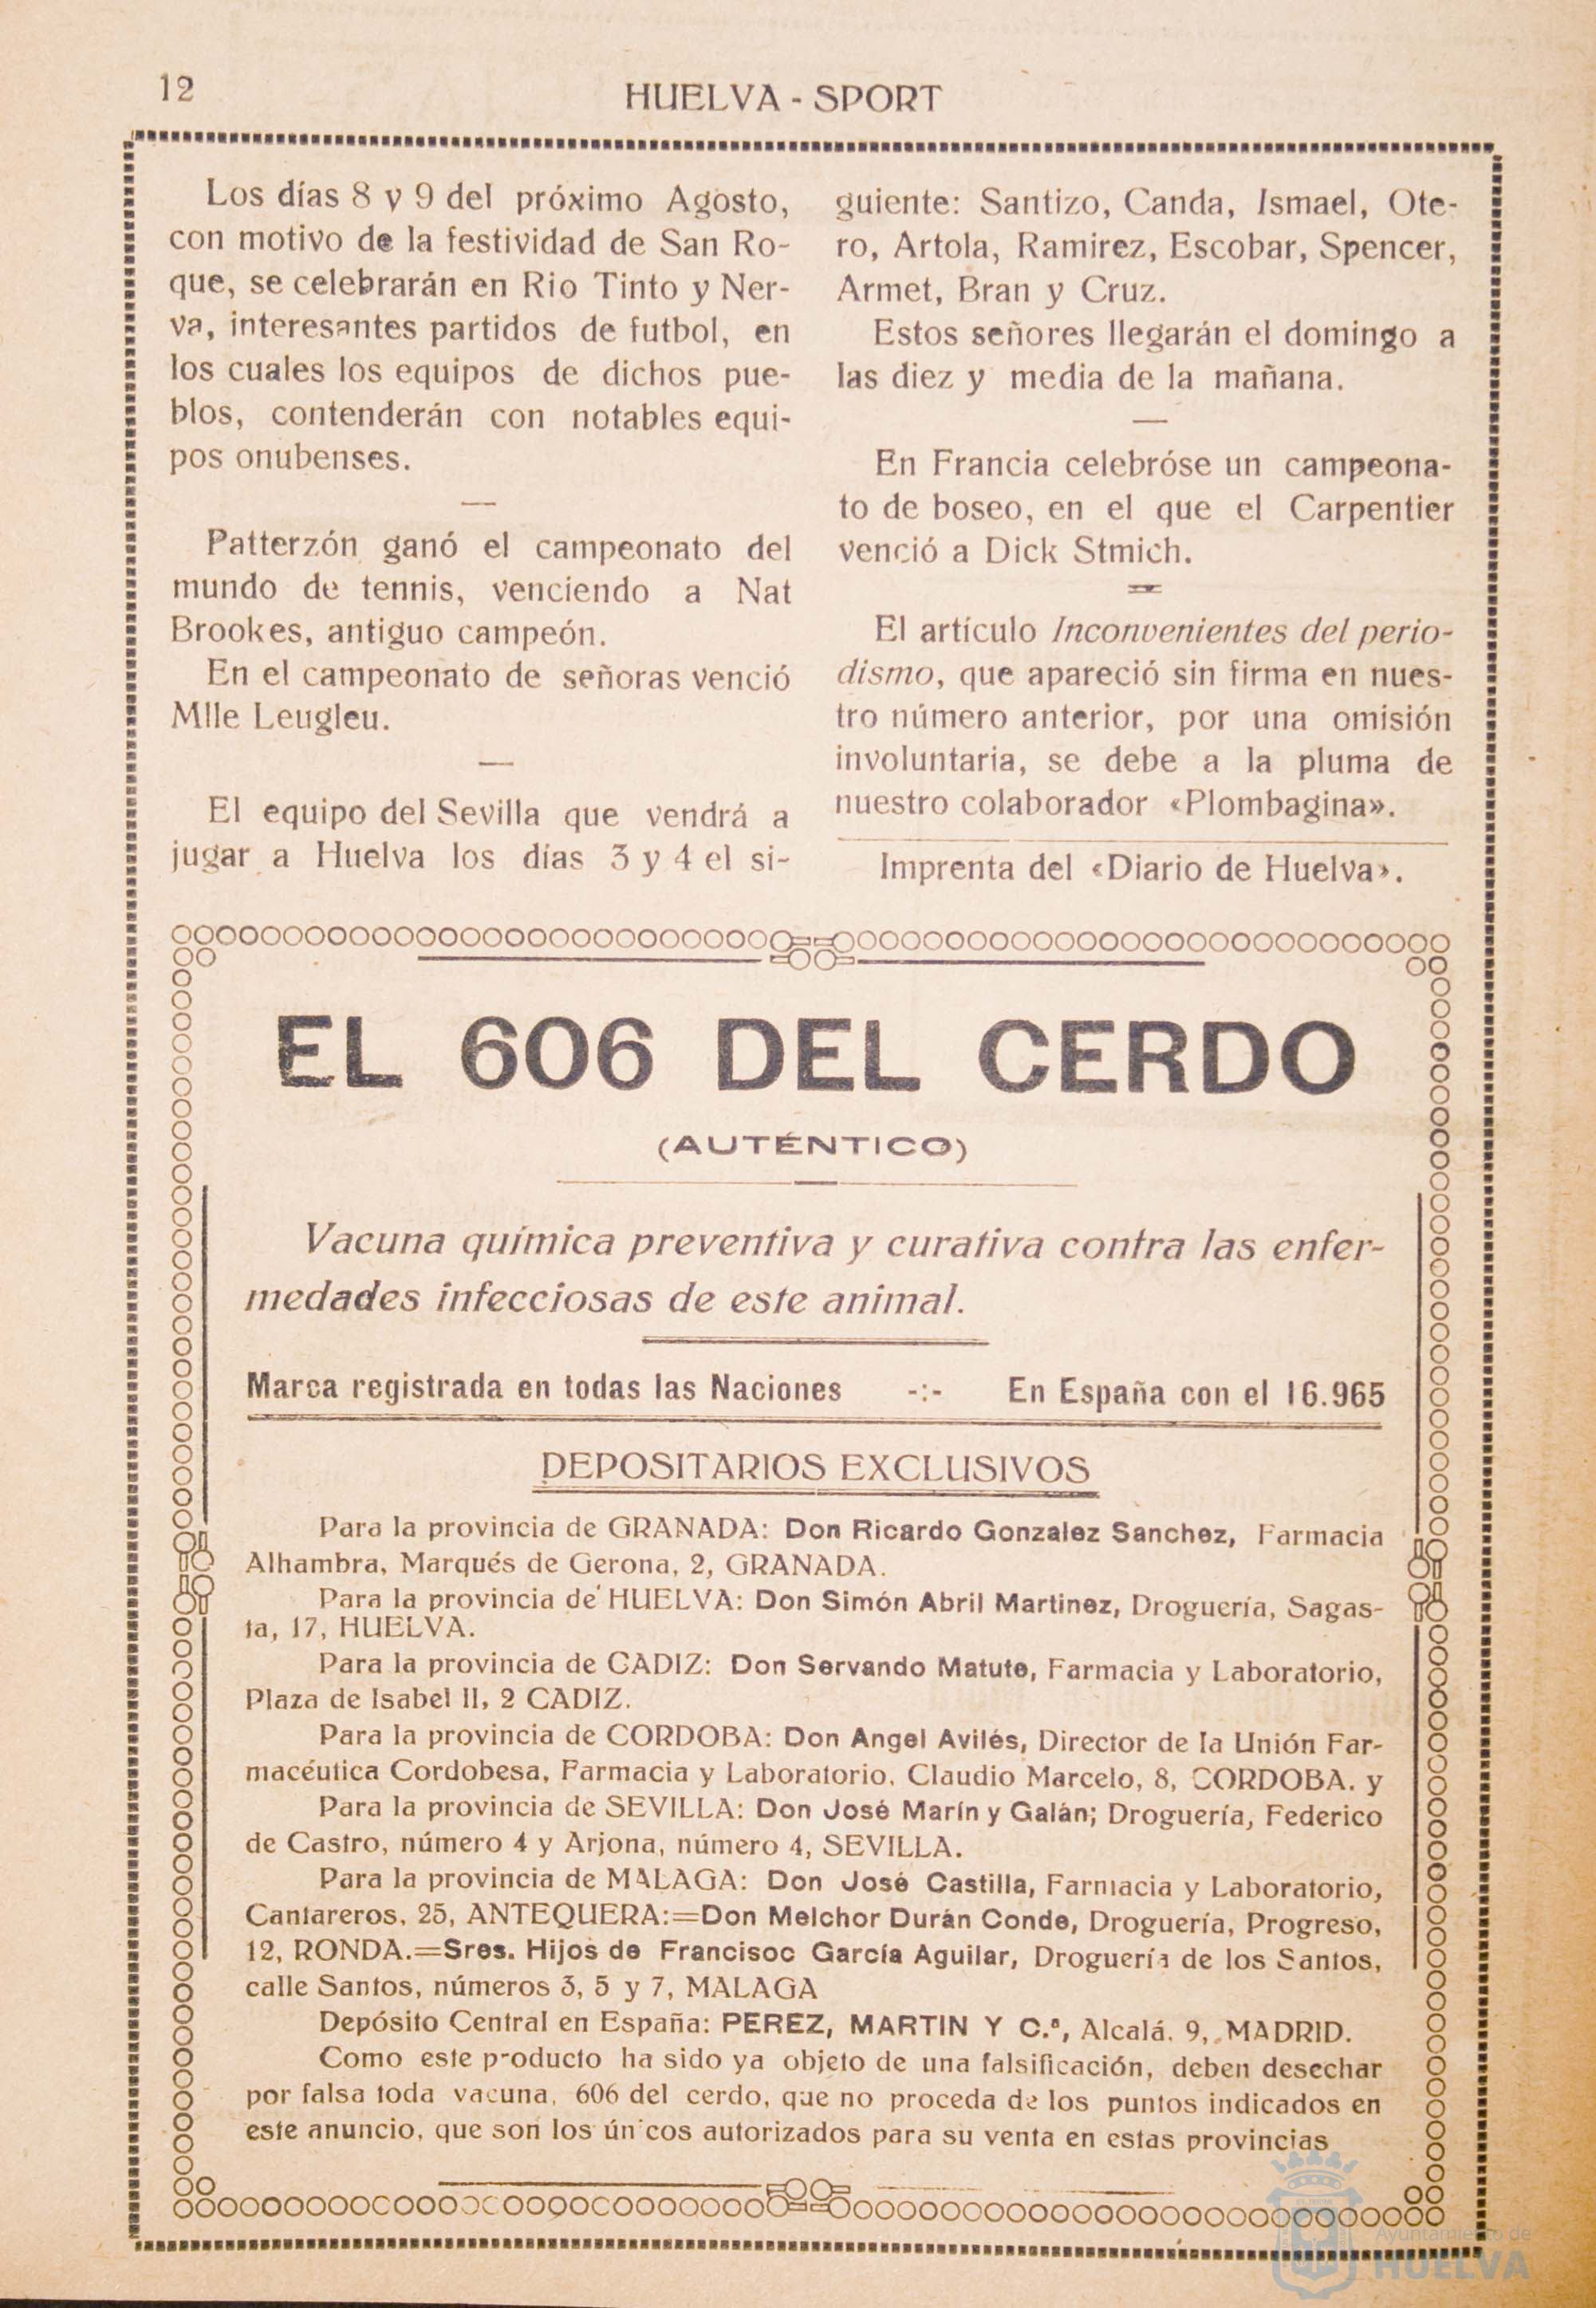 12
HUELVA - SPORT
Los días 8 y 9 del próximo Agosto,
con motivo de la festividad de San Ro-
que, se celebrarán en Rio Tinto y Ner-
va, interesantes partidos de futbol, en
los cuales los equipos de dichos pue-
blos, contenderán con notables equi-
pos onubenses.
—
Patterzón ganó el campeonato del
mundo de tennis, venciendo a Nat
Brookes, antiguo campeón.
En el campeonato de señoras venció
Mlle Leugleu.
—
El equipo del Sevilla que vendrá a
jugar a Huelva los días 3 y 4 el si-
guiente: Santizo, Canda, Ismael, Ote-
ro, Artola, Ramirez, Escobar, Spencer,
Armet, Bran y Cruz.
Estos señores llegarán el domingo a
las diez y media de la mañana.
—
En Francia celebróse un campeona-
to de boseo, en el que el Carpentier
venció a Dick Stmich.
El artículo Inconvenientes del perio-
dismo, que apareció sin firma en nues-
tro número anterior, por una omisión
involuntaria, se debe a la pluma de
nuestro colaborador «Plombagina».
Imprenta del «Diario de Huelva».
EL 606 DEL CERDO
(AUTÉNTICO)
Vacuna química preventiva y curativa contra las enfer-
medades infecciosas de este animal.
Marca registrada en todas las Naciones -:- En España con el 16.965
DEPOSITARIOS EXCLUSIVOS
Para la provincia de GRANADA: Don Ricardo Gonzalez Sanchez, Farmacia
Alhambra, Marqués de Gerona, 2, GRANADA.
Para la provincia de HUELVA: Don Simón Abril Martinez, Droguería, Sagas-
ta, 17, HUELVA.
Para la provincia de CADIZ: Don Servando Matute, Farmacia y Laboratorio,
Plaza de Isabel II, 2 CADIZ.
Para la provincia de CORDOBA: Don Angel Avilés, Director de la Unión Far-
macéutica Cordobesa, Farmacia y Laboratorio, Claudio Marcelo, 8, CORDOBA. y
Para la provincia de SEVILLA: Don José Marín y Galán; Droguería, Federico
de Castro, número 4 y Arjona, número 4, SEVILLA.
Para la provincia de MALAGA: Don José Castilla, Farmacia y Laboratorio,
Cantareros, 25, ANTEQUERA:=Don Melchor Durán Conde, Droguería, Progreso,
12, RONDA.=Sres. Hijos de Francisoc García Aguilar, Droguería de los Santos,
calle Santos, números 3, 5 y 7, MALAGA
Depósito Central en España: PEREZ, MARTIN Y C.ª, Alcalá. 9, MADRID.
Como este producto ha sido ya objeto de una falsificación, deben desechar
por falsa toda vacuna, 606 del cerdo, que no proceda de los puntos indicados en
este anuncio, que son los únicos autorizados para su venta en estas provincias
Ayuntamiento de
HUELVA